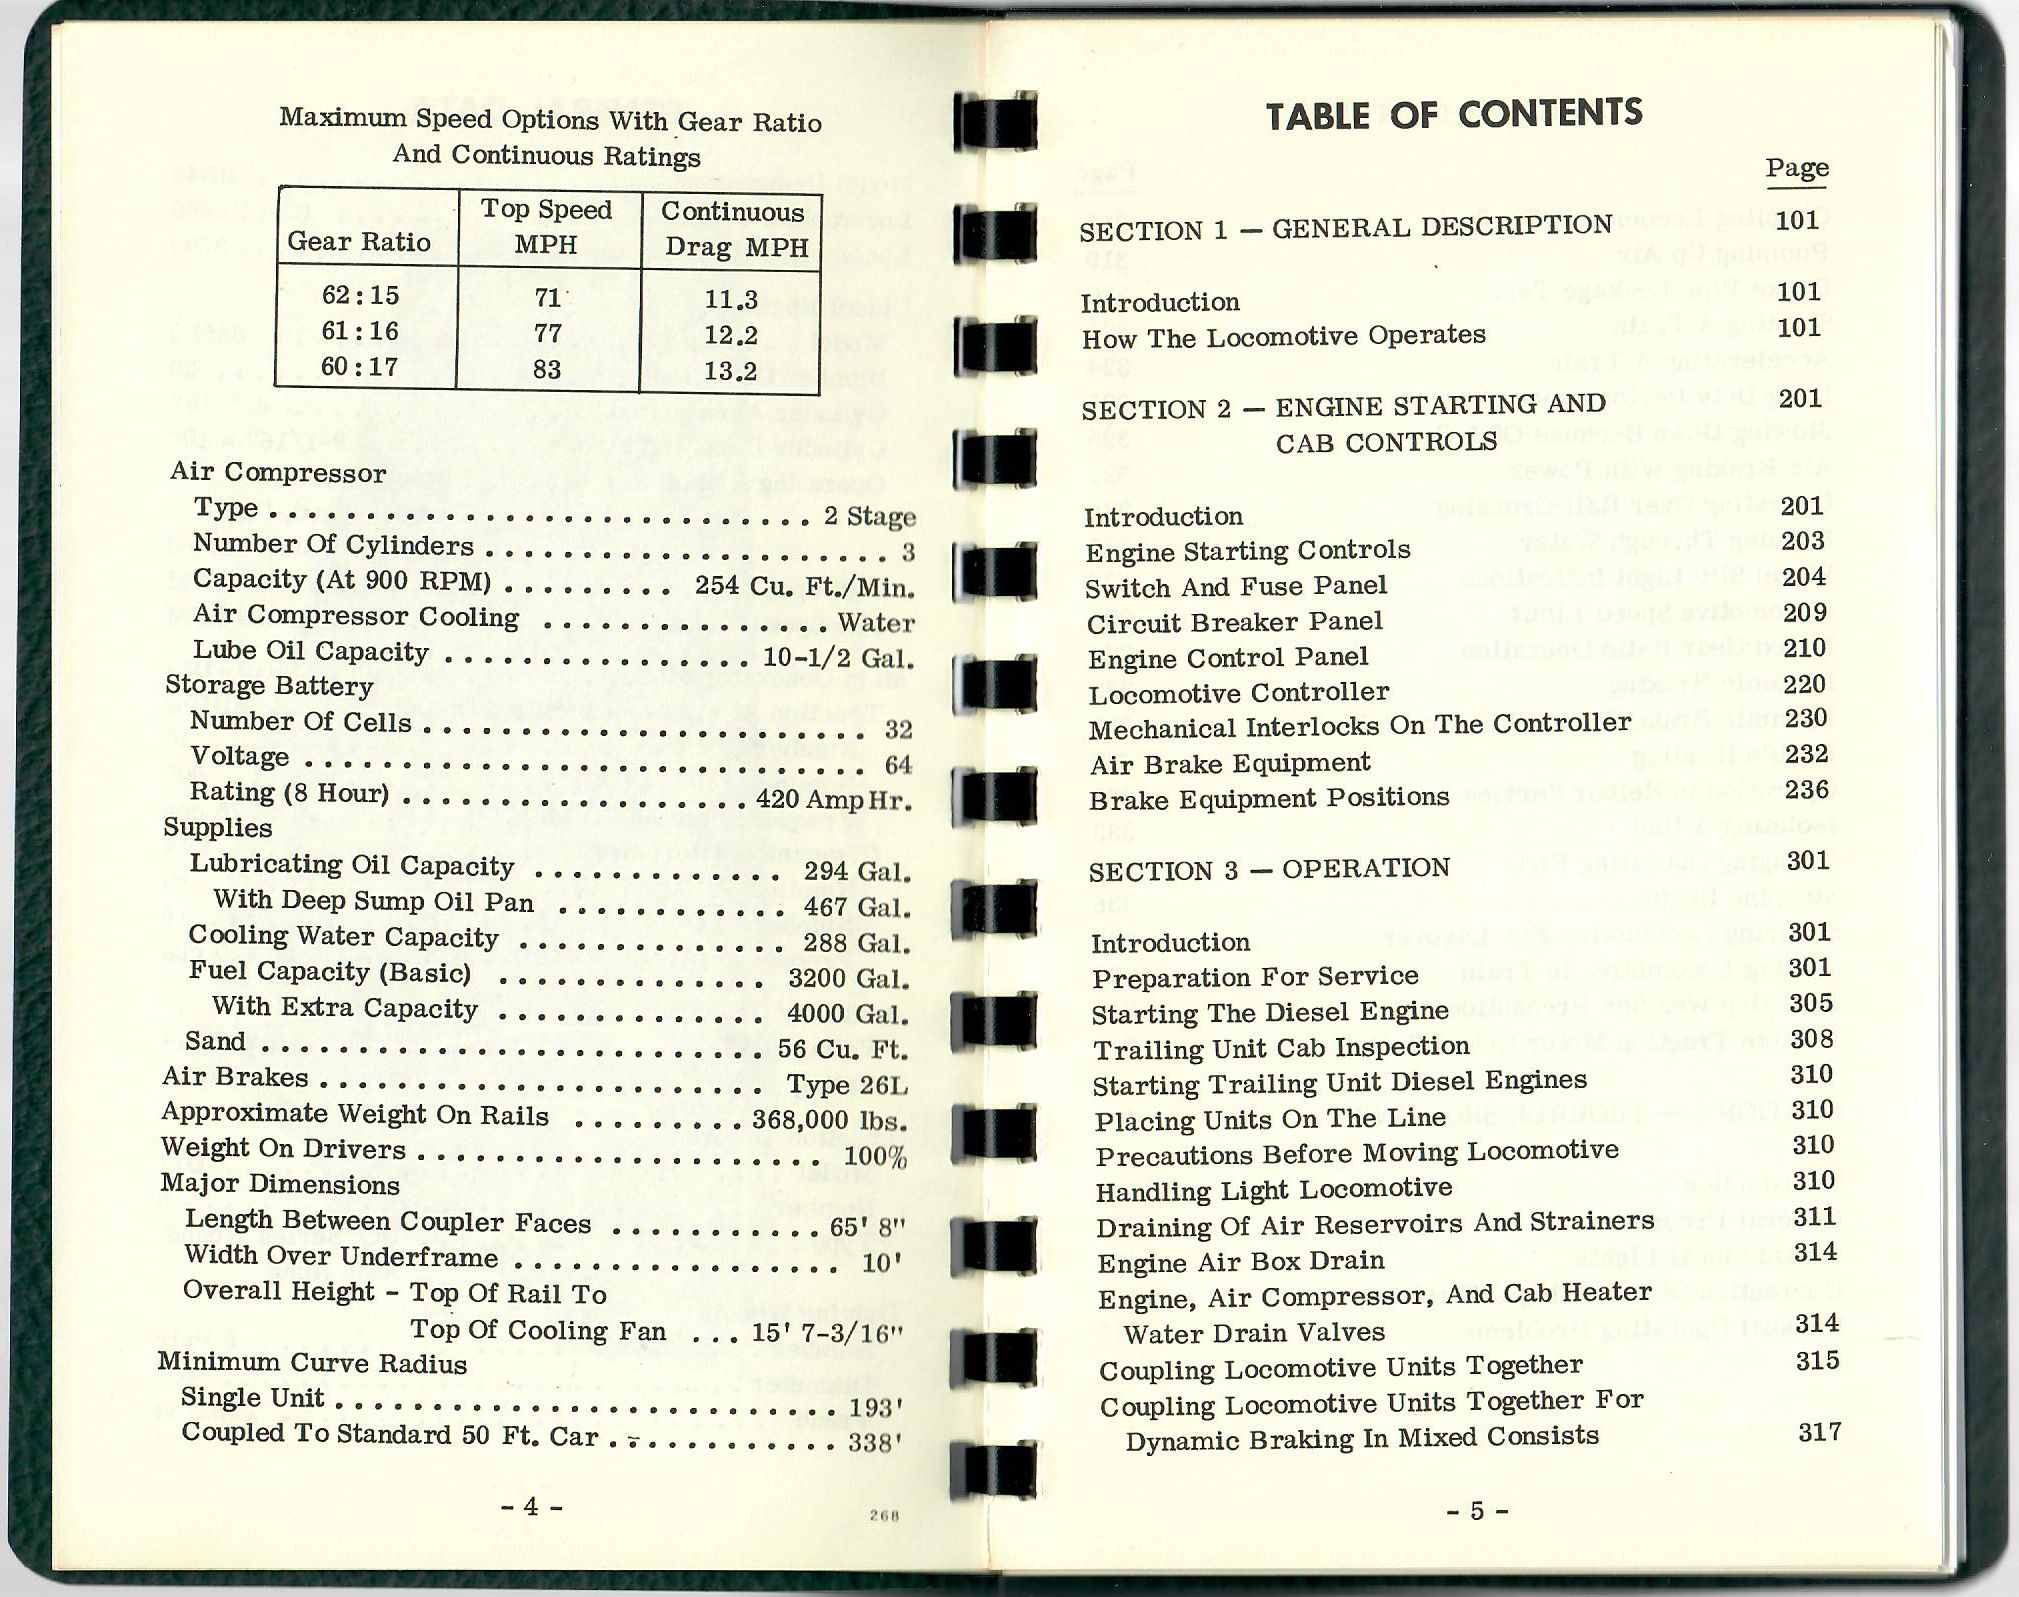 Maximum Speed Options With Gear Ratio
And Continuous Ratings
Gear Ratio Top Speed MPH Continuous Drag MPH
62:15 71 11.3
61:16 77 12.2
60:17 83 13.2
Air Compressor
Type . . . . . . . . . . . . . . . . . . . . . . . . . . . . 2 Stage
Number Of Cylinders . . . . . . . . . . . . . . . . . . . . . 3
Capacity (At 900 RPM) . . . . . . . . . 254 Cu. Ft./Min.
Air Compressor Cooling . . . . . . . . . . . . . . . Water
Lube Oil Capacity . . . . . . . . . . . . . . . . 10-1/2 Gal.
Storage Battery
Number Of Cells . . . . . . . . . . . . . . . . . . . . . . . 32
Voltage . . . . . . . . . . . . . . . . . . . . . . . . . . . . . 64
Rating (8 Hour) . . . . . . . . . . . . . . . . . . 420 Amp Hr.
Supplies
Lubricating Oil Capacity . . . . . . . . . . . . . 294 Gal.
With Deep Sump Oil Pan . . . . . . . . . . . . 467 Gal.
Cooling Water Capacity . . . . . . . . . . . . . . 288 Gal.
Fuel Capacity (Basic) . . . . . . . . . . . . . . 3200 Gal.
With Extra Capacity . . . . . . . . . . . . . . 4000 Gal.
Sand . . . . . . . . . . . . . . . . . . . . . . . . . . 56 Cu. Ft.
Air Brakes . . . . . . . . . . . . . . . . . . . . . . . Type 26L
Approximate Weight On Rails . . . . . . . . . 368,000 lbs.
Weight On Drivers . . . . . . . . . . . . . . . . . . . . . 100%
Major Dimensions
Length Between Coupler Faces . . . . . . . . . . . 65' 8"
Width Over Underframe . . . . . . . . . . . . . . . . . 10'
Overall Height - Top Of Rail To
Top Of Cooling Fan . . . 15' 7-3/16"
Minimum Curve Radius
Single Unit . . . . . . . . . . . . . . . . . . . . . . . . . . 193'
Coupled To Standard 50 Ft. Car . . . . . . . . . . . . 338'
- 4 -
268
TABLE OF CONTENTS
Page
SECTION 1 — GENERAL DESCRIPTION 101
Introduction 101
How The Locomotive Operates 101
SECTION 2 — ENGINE STARTING AND 201
CAB CONTROLS
Introduction 201
Engine Starting Controls 203
Switch And Fuse Panel 204
Circuit Breaker Panel 209
Engine Control Panel 210
Locomotive Controller 220
Mechanical Interlocks On The Controller 230
Air Brake Equipment 232
Brake Equipment Positions 236
SECTION 3 — OPERATION 301
Introduction 301
Preparation For Service 301
Starting The Diesel Engine 305
Trailing Unit Cab Inspection 308
Starting Trailing Unit Diesel Engines 310
Placing Units On The Line 310
Precautions Before Moving Locomotive 310
Handling Light Locomotive 310
Draining Of Air Reservoirs And Strainers 311
Engine Air Box Drain 314
Engine, Air Compressor, And Cab Heater
Water Drain Valves 314
Coupling Locomotive Units Together 315
Coupling Locomotive Units Together For
Dynamic Braking In Mixed Consists 317
- 5 -